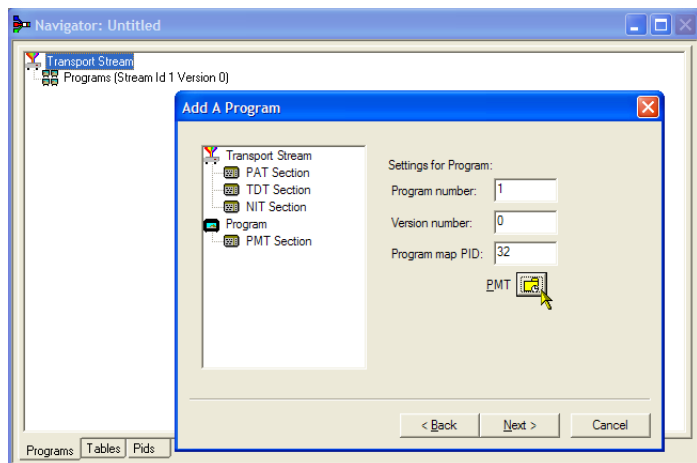 Navigator: Untitled
Transport Stream
Programs (Stream Id 1 Version 0)
Add A Program
Transport Stream
PAT Section
TDT Section
NIT Section
Program
PMT Section
Settings for Program:
Program number: 1
Version number: 0
Program map PID: 32
PMT
< Back Next > Cancel
Programs Tables Pids